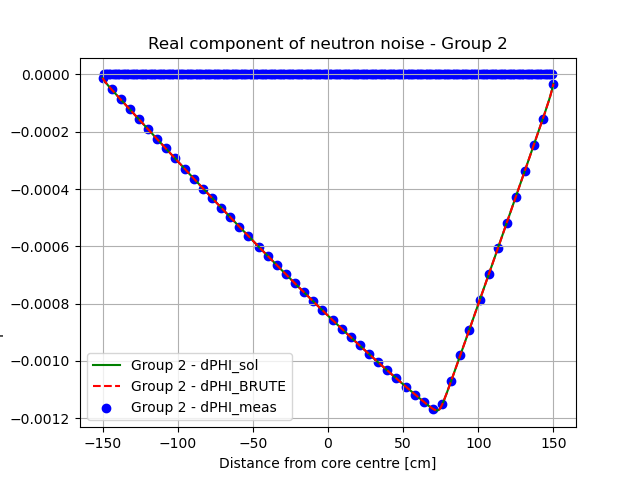 Real component of neutron noise - Group 2
0.0000
−0.0002
−0.0004
−0.0006
−0.0008
−0.0010
−0.0012
Group 2 - dPHI_sol
Group 2 - dPHI_BRUTE
Group 2 - dPHI_meas
−150
−100
−50
0
50
100
150
Distance from core centre [cm]